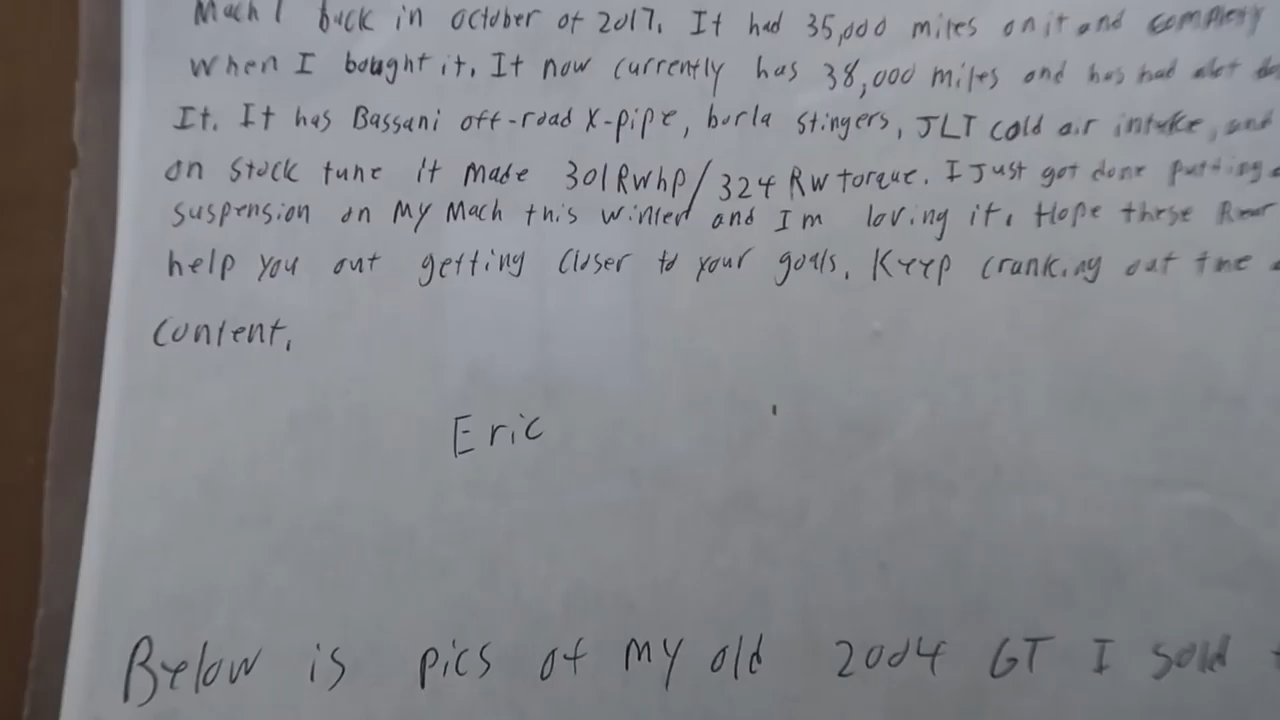 Mach 1 back in october of 2017. It had 35,000 miles on it and
When I bought it. It now currently has 38,000 miles and has had alot
It. It has Bassani off-road X-pipe, borla stingers, JLT cold air intake, and
on stock tune it made 301 RWhp/324 RW torque. I Just got done putting
suspension on My Mach this winter and I'm loving it. Hope these Rear
help you out getting closer to your goals. Keep cranking out the
content.
Eric
Below is pics of my old 2004 GT I sold